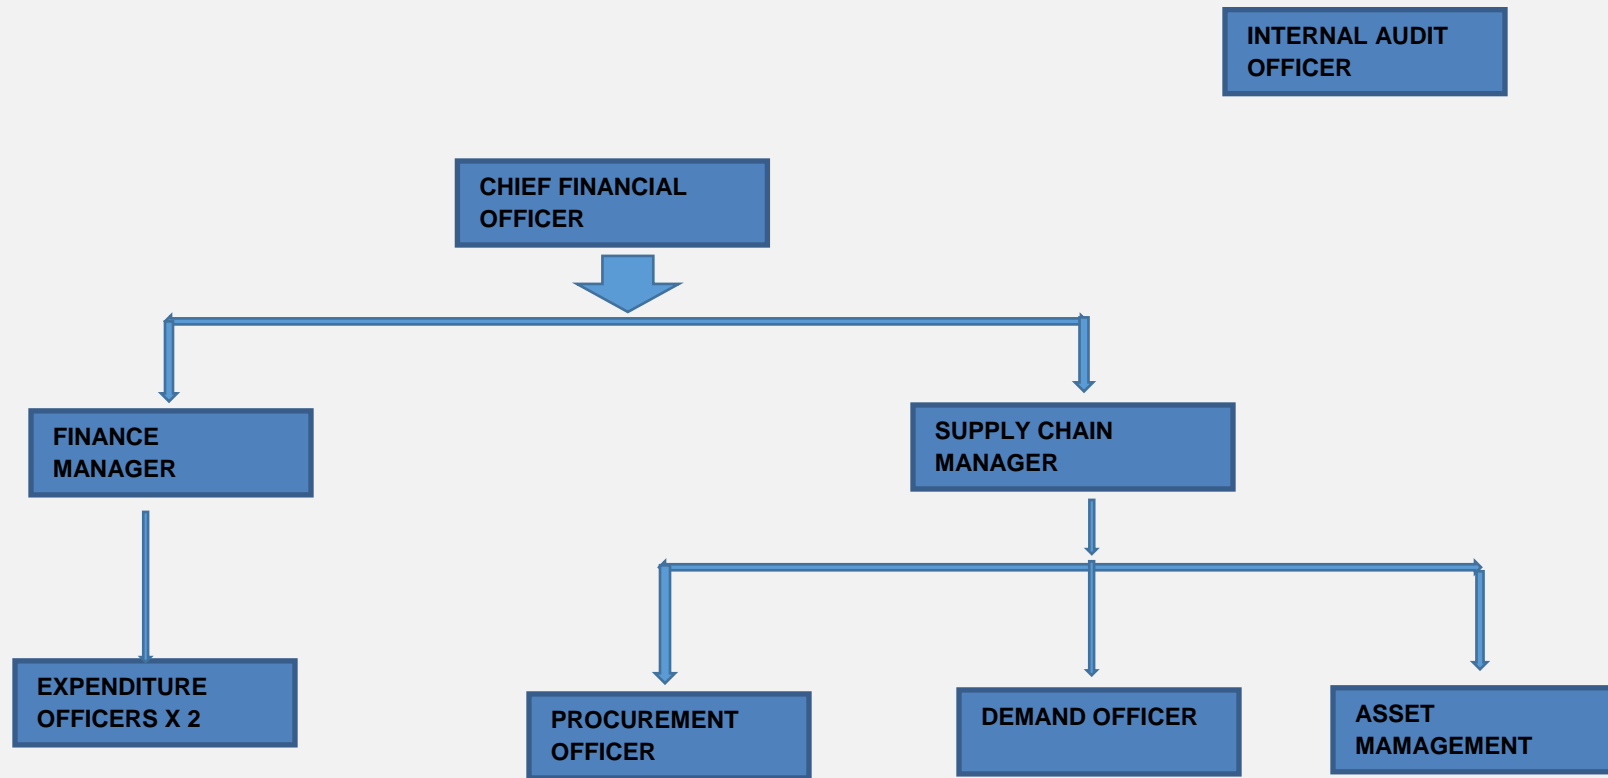 INTERNAL AUDIT
OFFICER
CHIEF FINANCIAL
OFFICER
FINANCE
MANAGER
SUPPLY CHAIN
MANAGER
EXPENDITURE
OFFICERS X 2
PROCUREMENT
OFFICER
DEMAND OFFICER
ASSET
MAMAGEMENT